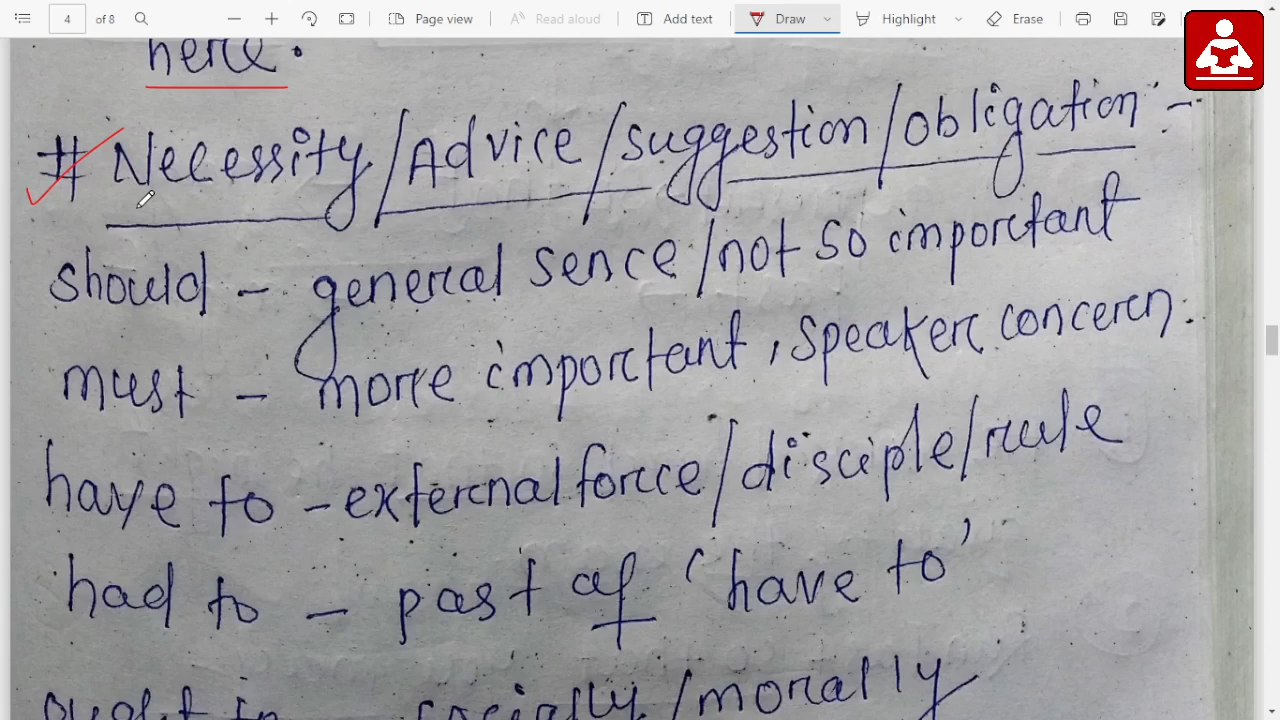 4 of 8 Page view Read aloud Add text Draw Highlight Erase
here.
# Necessity/Advice/suggestion/obligation :-
should - general sence/not so important
must - more important, speaker concern.
have to - external force/disciple/rule
had to - past of 'have to'
ought to - socially/morally